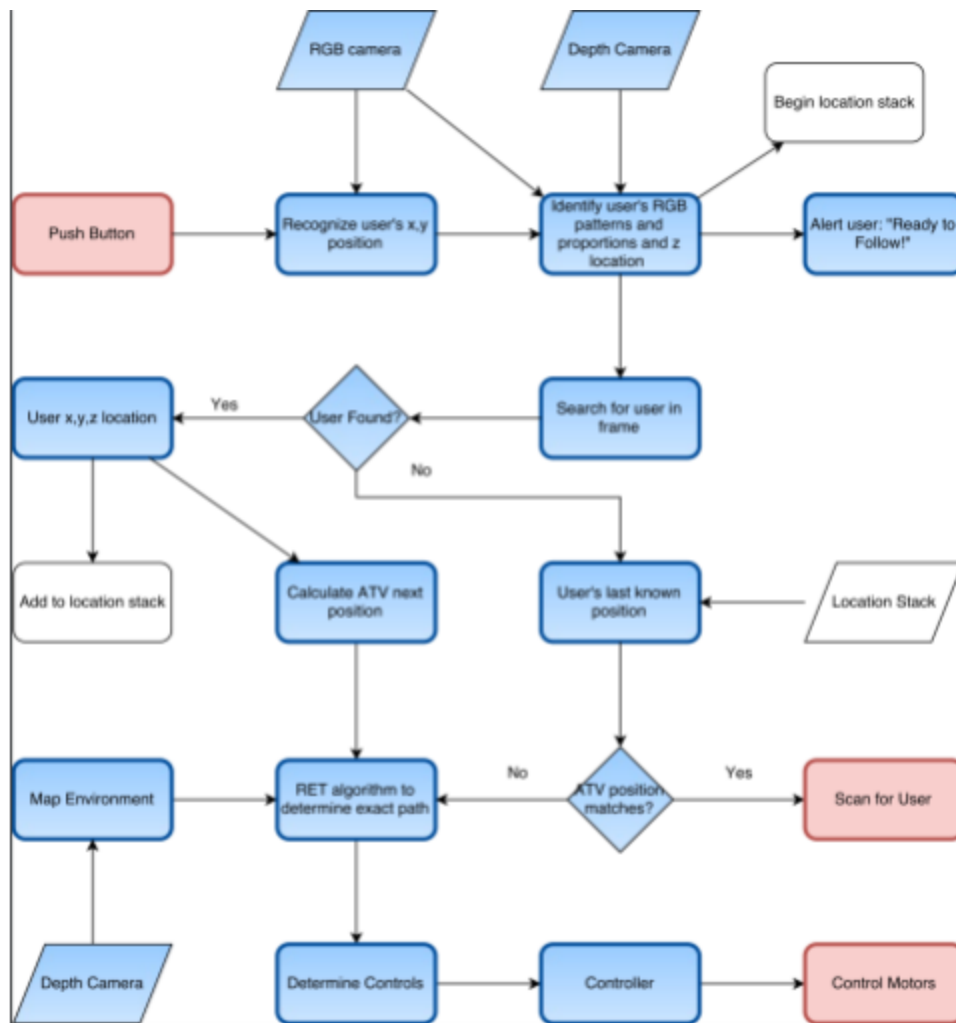 RGB camera
Depth Camera
Begin location stack
Push Button
Recognize user's x,y
position
Identify user's RGB
patterns and
proportions and z
location
Alert user: "Ready to
Follow!"
User x,y,z location
Yes
User Found?
Search for user in
frame
No
Add to location stack
Calculate ATV next
position
User's last known
position
Location Stack
Map Environment
RET algorithm to
determine exact path
No
ATV position
matches?
Yes
Scan for User
Depth Camera
Determine Controls
Controller
Control Motors